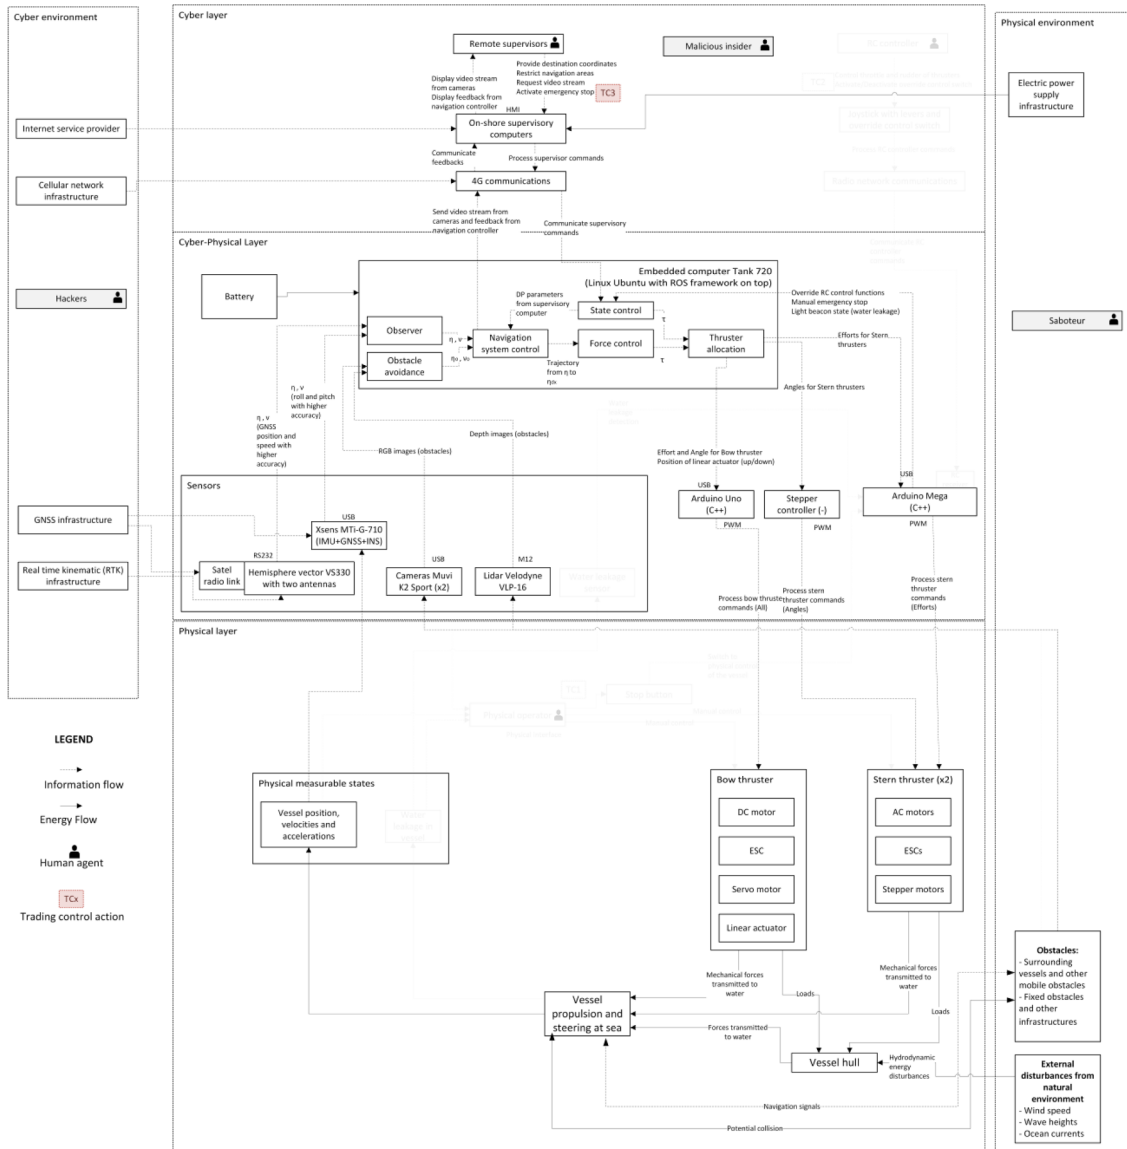 Cyber environment
Internet service provider
Cellular network
infrastructure
Hackers
GNSS infrastructure
Real time kinematic (RTK)
infrastructure
LEGEND
Information flow
Energy Flow
Human agent
TCx
Trading control action
Cyber layer
Remote supervisors
Malicious insider
Display video stream
from cameras
Display feedback from
navigation controller
Provide destination coordinates
Restrict navigation areas
Request video stream
Activate emergency stop
TC3
HMI
On-shore supervisory
computers
Communicate
feedbacks
Process supervisor commands
4G communications
Send video stream from
cameras and feedback from
navigation controller
Communicate supervisory
commands
Cyber-Physical Layer
Battery
Embedded computer Tank 720
(Linux Ubuntu with ROS framework on top)
DP parameters
from supervisory
computer
State control
Observer
η , ν
Navigation
system control
Force control
τ
τ
Thruster
allocation
Obstacle
avoidance
η₀ , ν₀
Trajectory
from η to
Override RC control functions
Manual emergency stop
Light beacon state (water leakage)
Efforts for Stern
thrusters
Angles for Stern thrusters
η , ν
(roll and pitch
with higher
accuracy)
η , ν
(GNSS
position and
speed with
higher
accuracy)
Depth images (obstacles)
RGB images (obstacles)
Effort and Angle for Bow thruster
Position of linear actuator (up/down)
Sensors
USB
Xsens MTi-G-710
(IMU+GNSS+INS)
RS232
Satel
radio link
Hemisphere vector VS330
with two antennas
USB
Cameras Muvi
K2 Sport (x2)
M12
Lidar Velodyne
VLP-16
USB
Arduino Uno
(C++)
PWM
Stepper
controller (-)
PWM
USB
Arduino Mega
(C++)
PWM
Process bow thruste
commands (All)
Process stern
thruster commands
(Angles)
Process stern
thruster
commands
(Efforts)
Physical layer
Physical measurable states
Vessel position,
velocities and
accelerations
Bow thruster
DC motor
ESC
Servo motor
Linear actuator
Stern thruster (x2)
AC motors
ESCs
Stepper motors
Mechanical forces
transmitted to
water
Loads
Mechanical forces
transmitted to
water
Loads
Vessel
propulsion and
steering at sea
Forces transmitted
to water
Vessel hull
Hydrodynamic
energy
disturbances
Navigation signals
Potential collision
Physical environment
Electric power
supply
infrastructure
Saboteur
Obstacles:
- Surrounding
vessels and other
mobile obstacles
- Fixed obstacles
and other
infrastructures
External
disturbances from
natural
environment
- Wind speed
- Wave heights
- Ocean currents